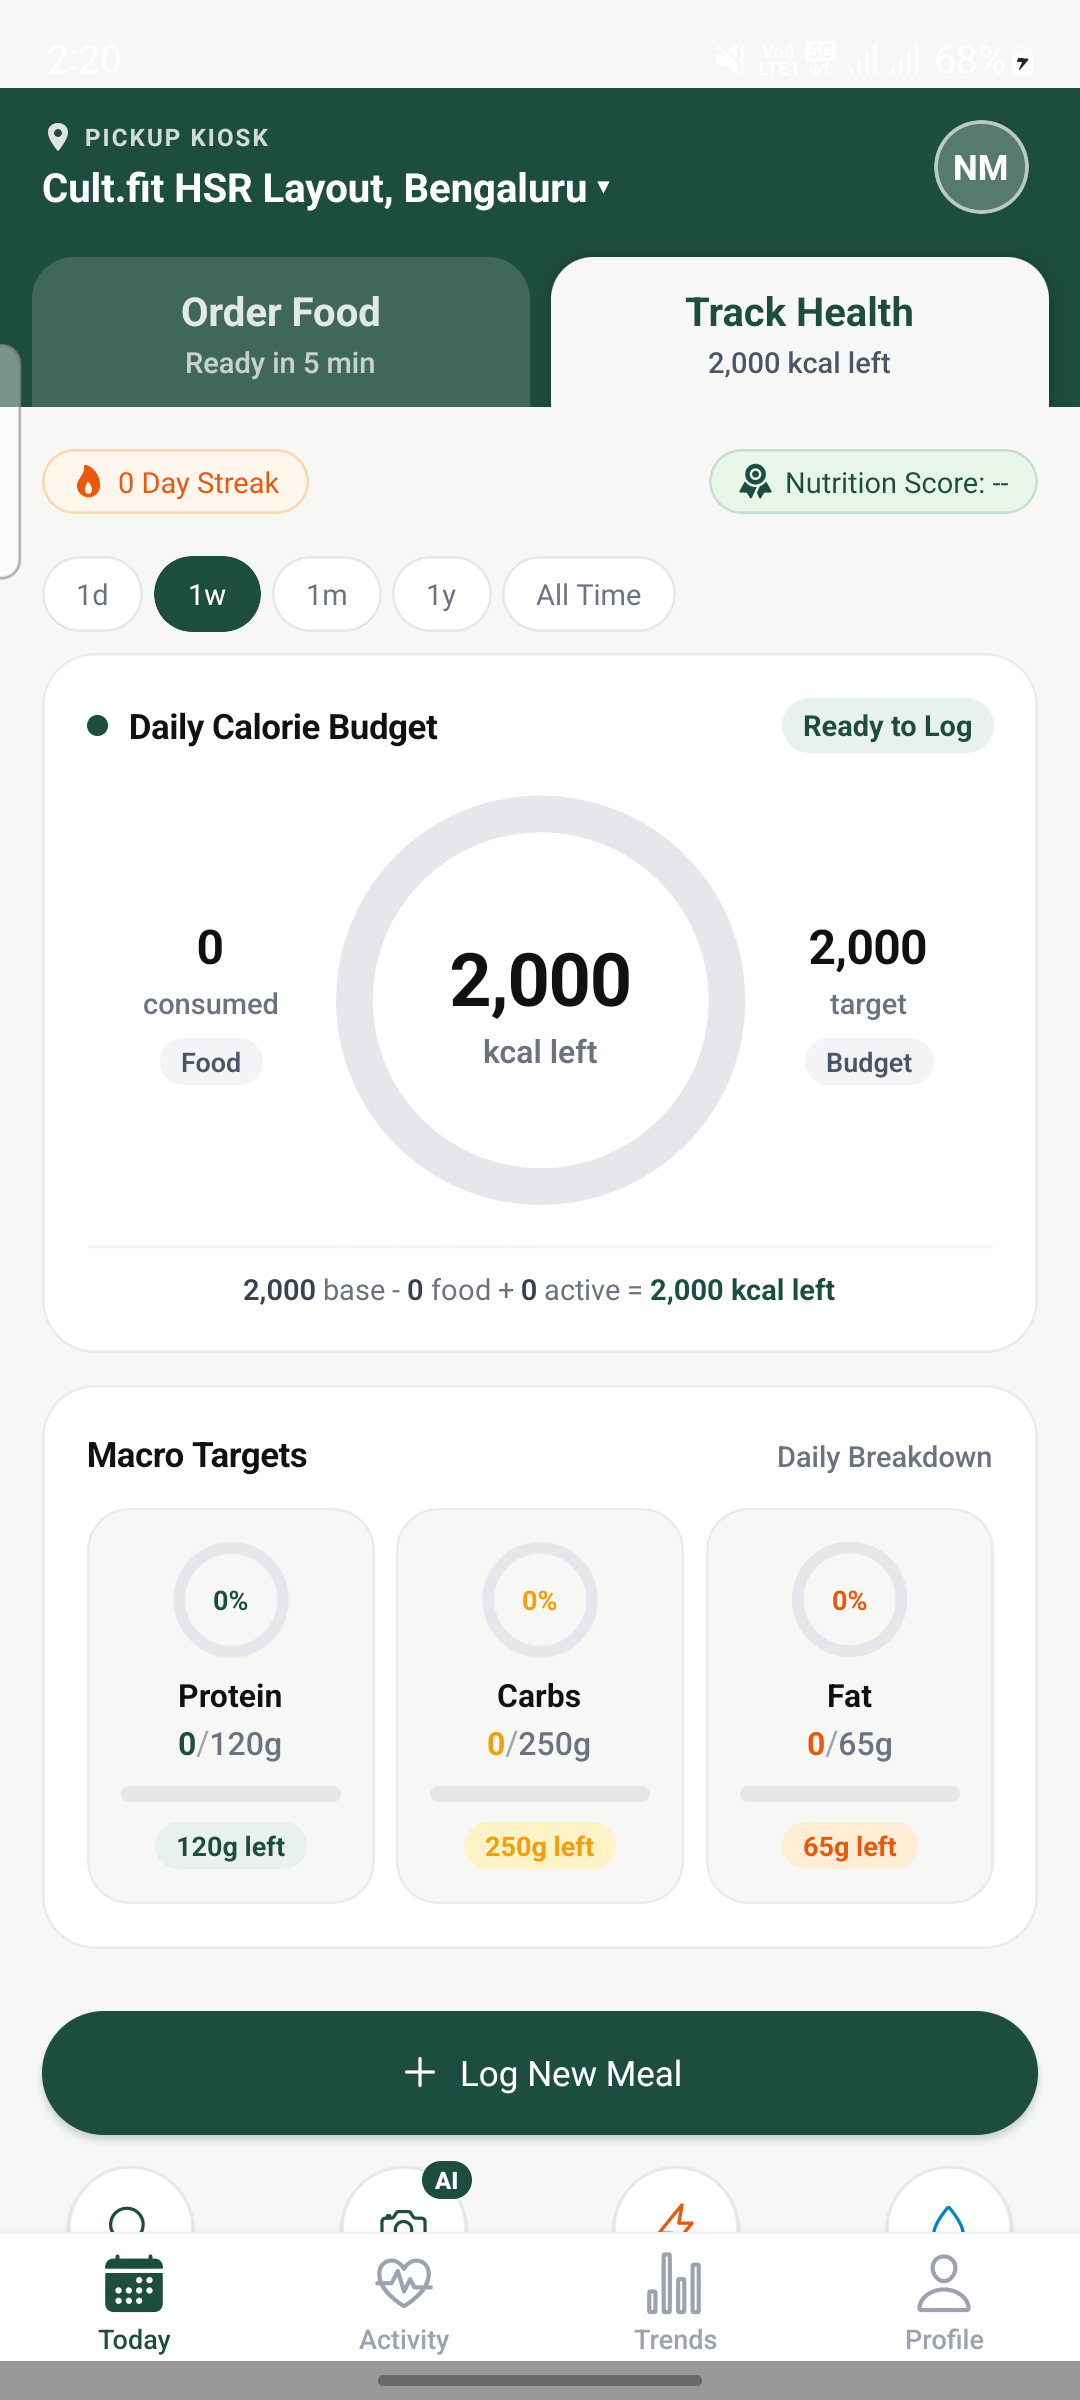 2:20
Vo)) LTE1 5G 68%
PICKUP KIOSK
Cult.fit HSR Layout, Bengaluru ▾
NM
Order Food
Ready in 5 min
Track Health
2,000 kcal left
0 Day Streak
Nutrition Score: --
1d 1w 1m 1y All Time
Daily Calorie Budget
Ready to Log
0
consumed
Food
2,000
kcal left
2,000
target
Budget
2,000 base - 0 food + 0 active = 2,000 kcal left
Macro Targets
Daily Breakdown
0%
Protein
0/120g
120g left
0%
Carbs
0/250g
250g left
0%
Fat
0/65g
65g left
+ Log New Meal
AI
Today Activity Trends Profile